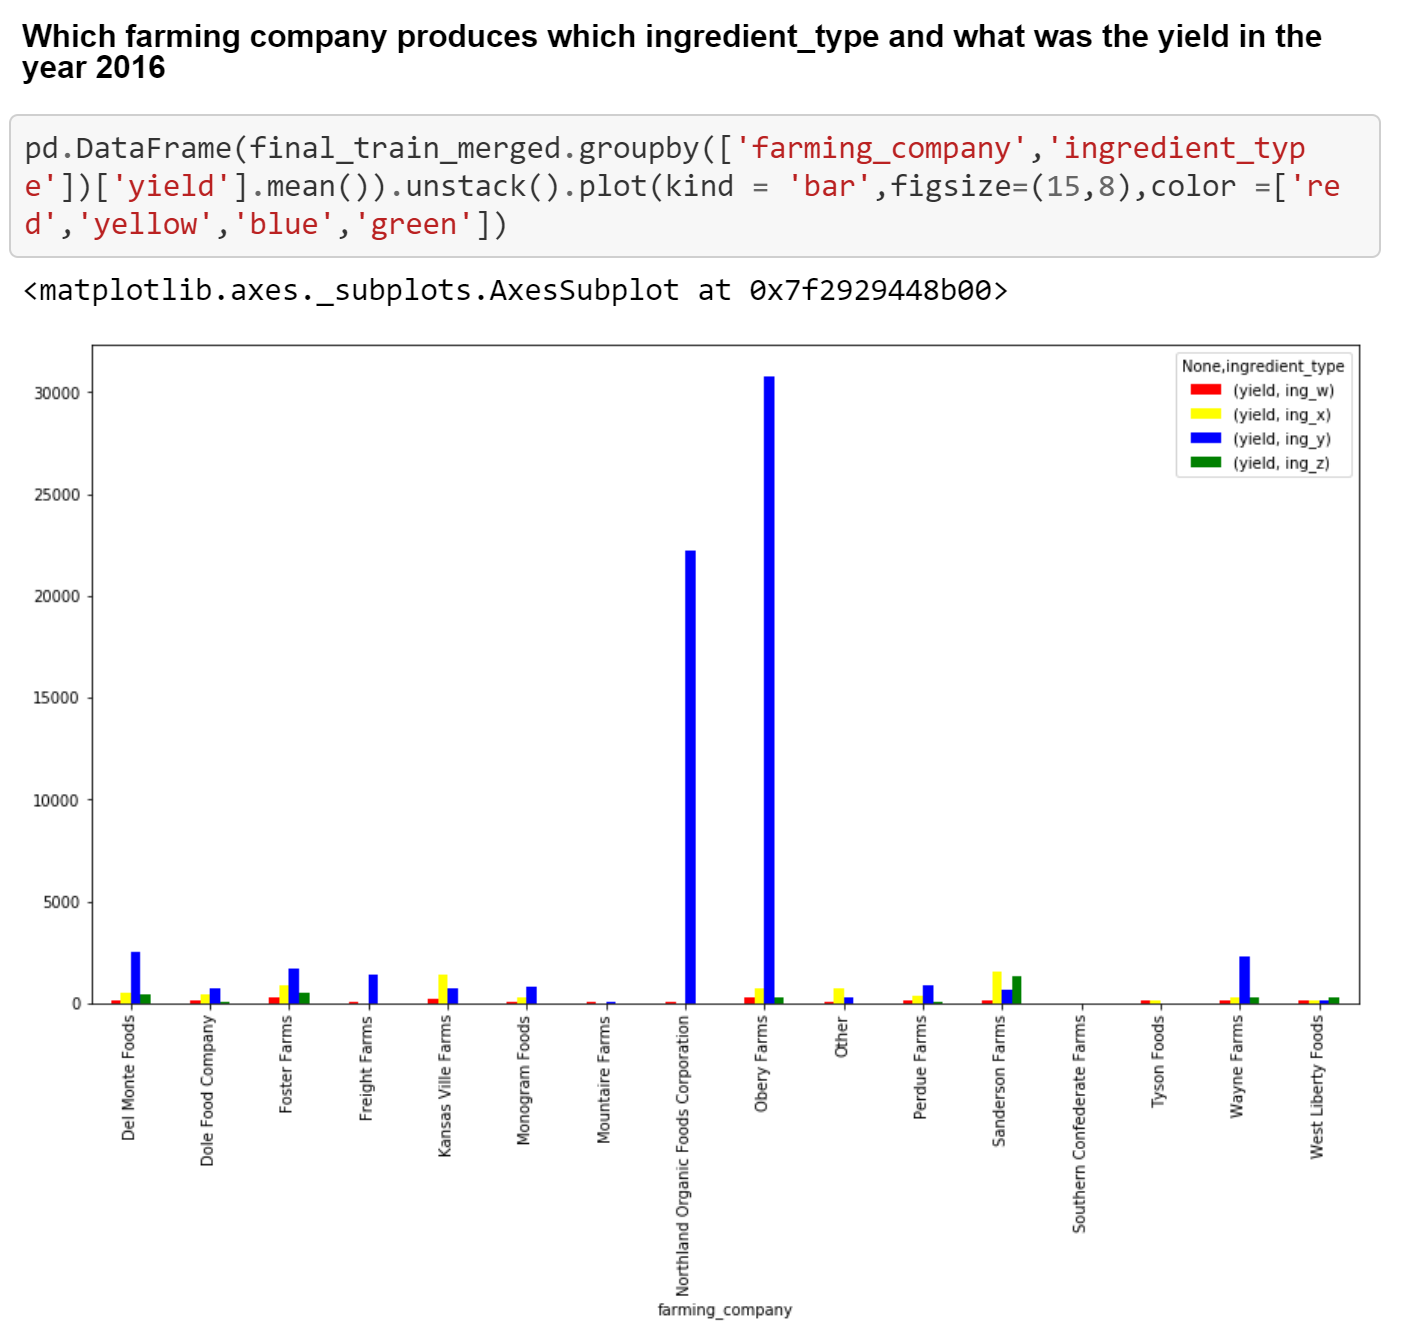 Which farming company produces which ingredient_type and what was the yield in the
year 2016
pd.DataFrame(final_train_merged.groupby(['farming_company','ingredient_typ
e'])['yield'].mean()).unstack().plot(kind = 'bar',figsize=(15,8),color =['re
d','yellow','blue','green'])
<matplotlib.axes._subplots.AxesSubplot at 0x7f2929448b00>
None,ingredient_type
(yield, ing_w)
(yield, ing_x)
(yield, ing_y)
(yield, ing_z)
30000
25000
20000
15000
10000
5000
0
Del Monte Foods
Dole Food Company
Foster Farms
Freight Farms
Kansas Ville Farms
Monogram Foods
Mountaire Farms
Northland Organic Foods Corporation
Obery Farms
Other
Perdue Farms
Sanderson Farms
Southern Confederate Farms
Tyson Foods
Wayne Farms
West Liberty Foods
farming_company